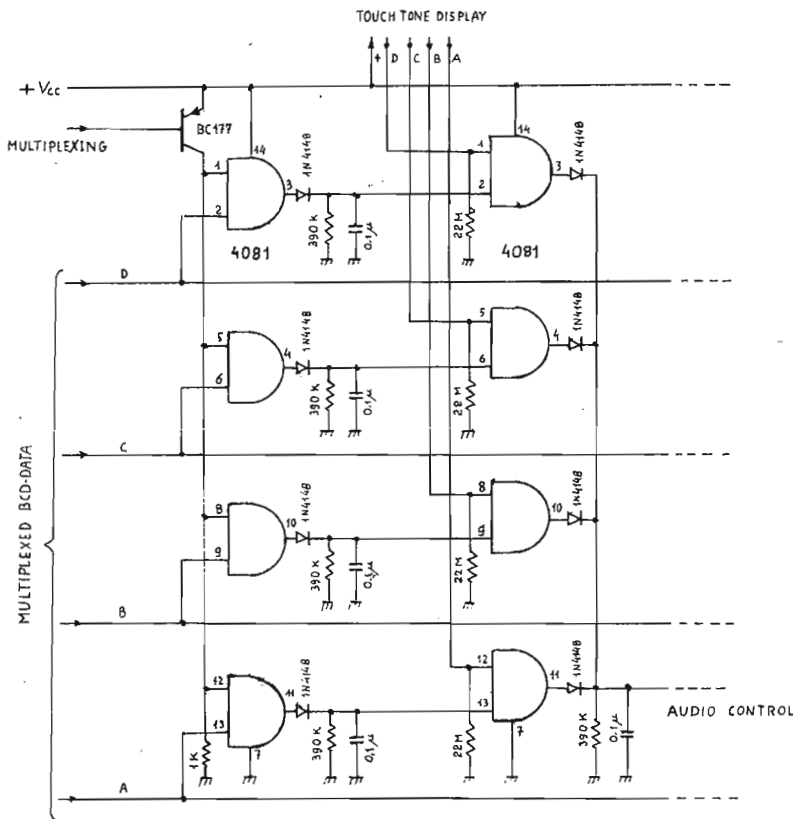 TOUCH TONE DISPLAY
+ D C B A
+ Vcc
BC177
MULTIPLEXING
14
1
2
3
1N4148
390 K
0.1µ
4081
14
1
2
3
1N4148
22 M
4081
D
5
6
4
1N4148
390 K
0.1µ
5
6
4
1N4148
22 M
C
8
9
10
1N4148
390 K
0.1µ
8
9
10
1N4148
22 M
B
12
13
11
7
1N4148
1K
390 K
0,1µ
12
13
11
7
1N4148
22 M
390 K
0.1µ
AUDIO CONTROL
A
MULTIPLEXED BCD-DATA